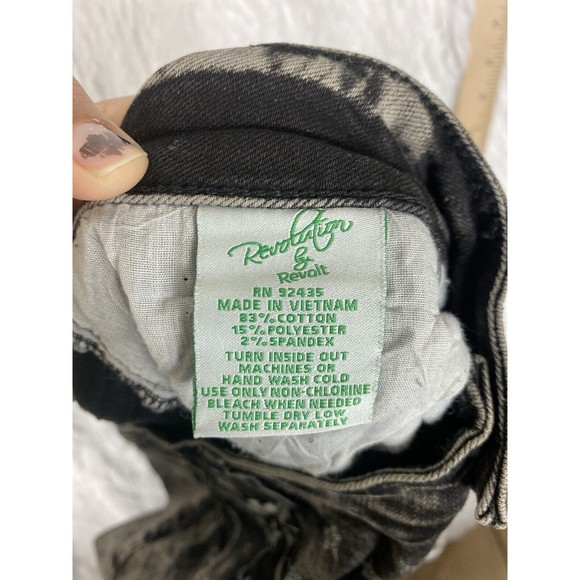 Revolution
by
Revolt
RN 92435
MADE IN VIETNAM
83% COTTON
15% POLYESTER
2% SPANDEX
TURN INSIDE OUT
MACHINES OR
HAND WASH COLD
USE ONLY NON-CHLORINE
BLEACH WHEN NEEDED
TUMBLE DRY LOW
WASH SEPARATELY